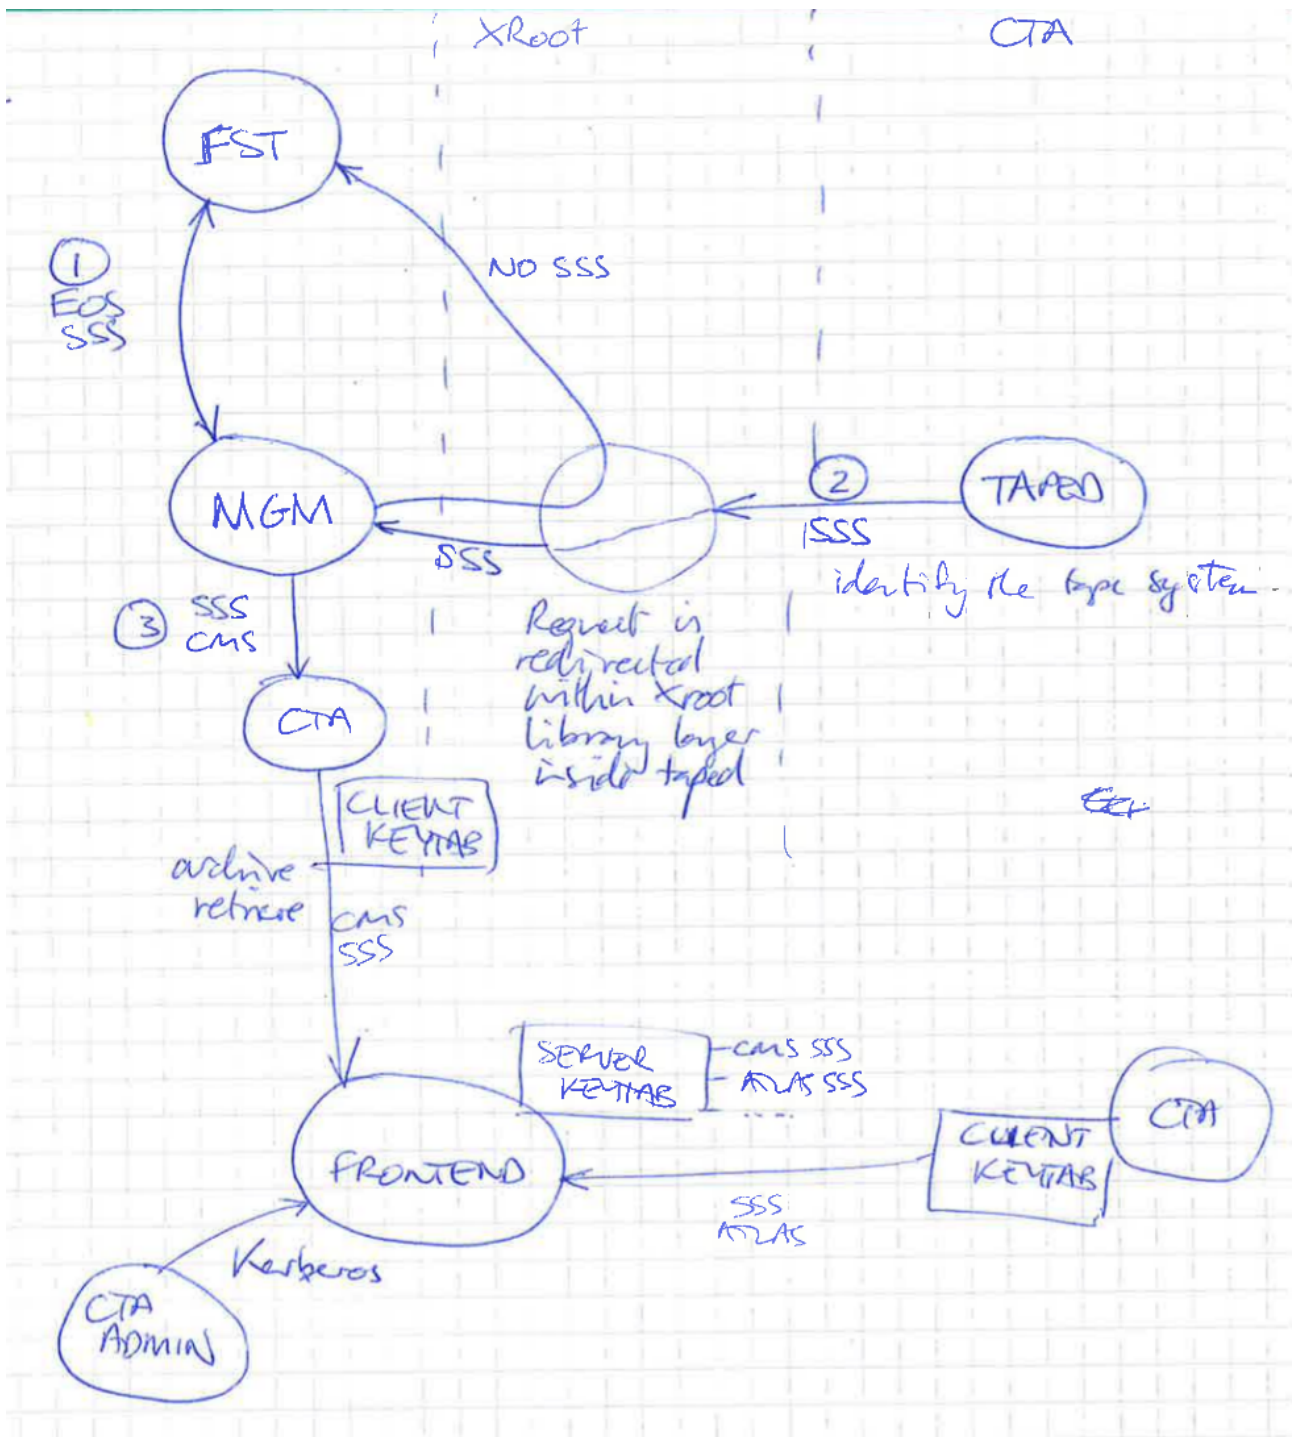 XRoot
CTA
FST
1
EOS
SSS
NO SSS
MGM
SSS
2
SSS
TAPED
identify the tape system.
3
SSS
CMS
Request is
redirected
within Xroot
library layer
inside taped
CTA
CLIENT
KEYTAB
archive
retrieve
CMS
SSS
SERVER
KEYTAB
CMS SSS
ATLAS SSS
....
FRONTEND
SSS
ATLAS
CLIENT
KEYTAB
CTA
Kerberos
CTA
ADMIN